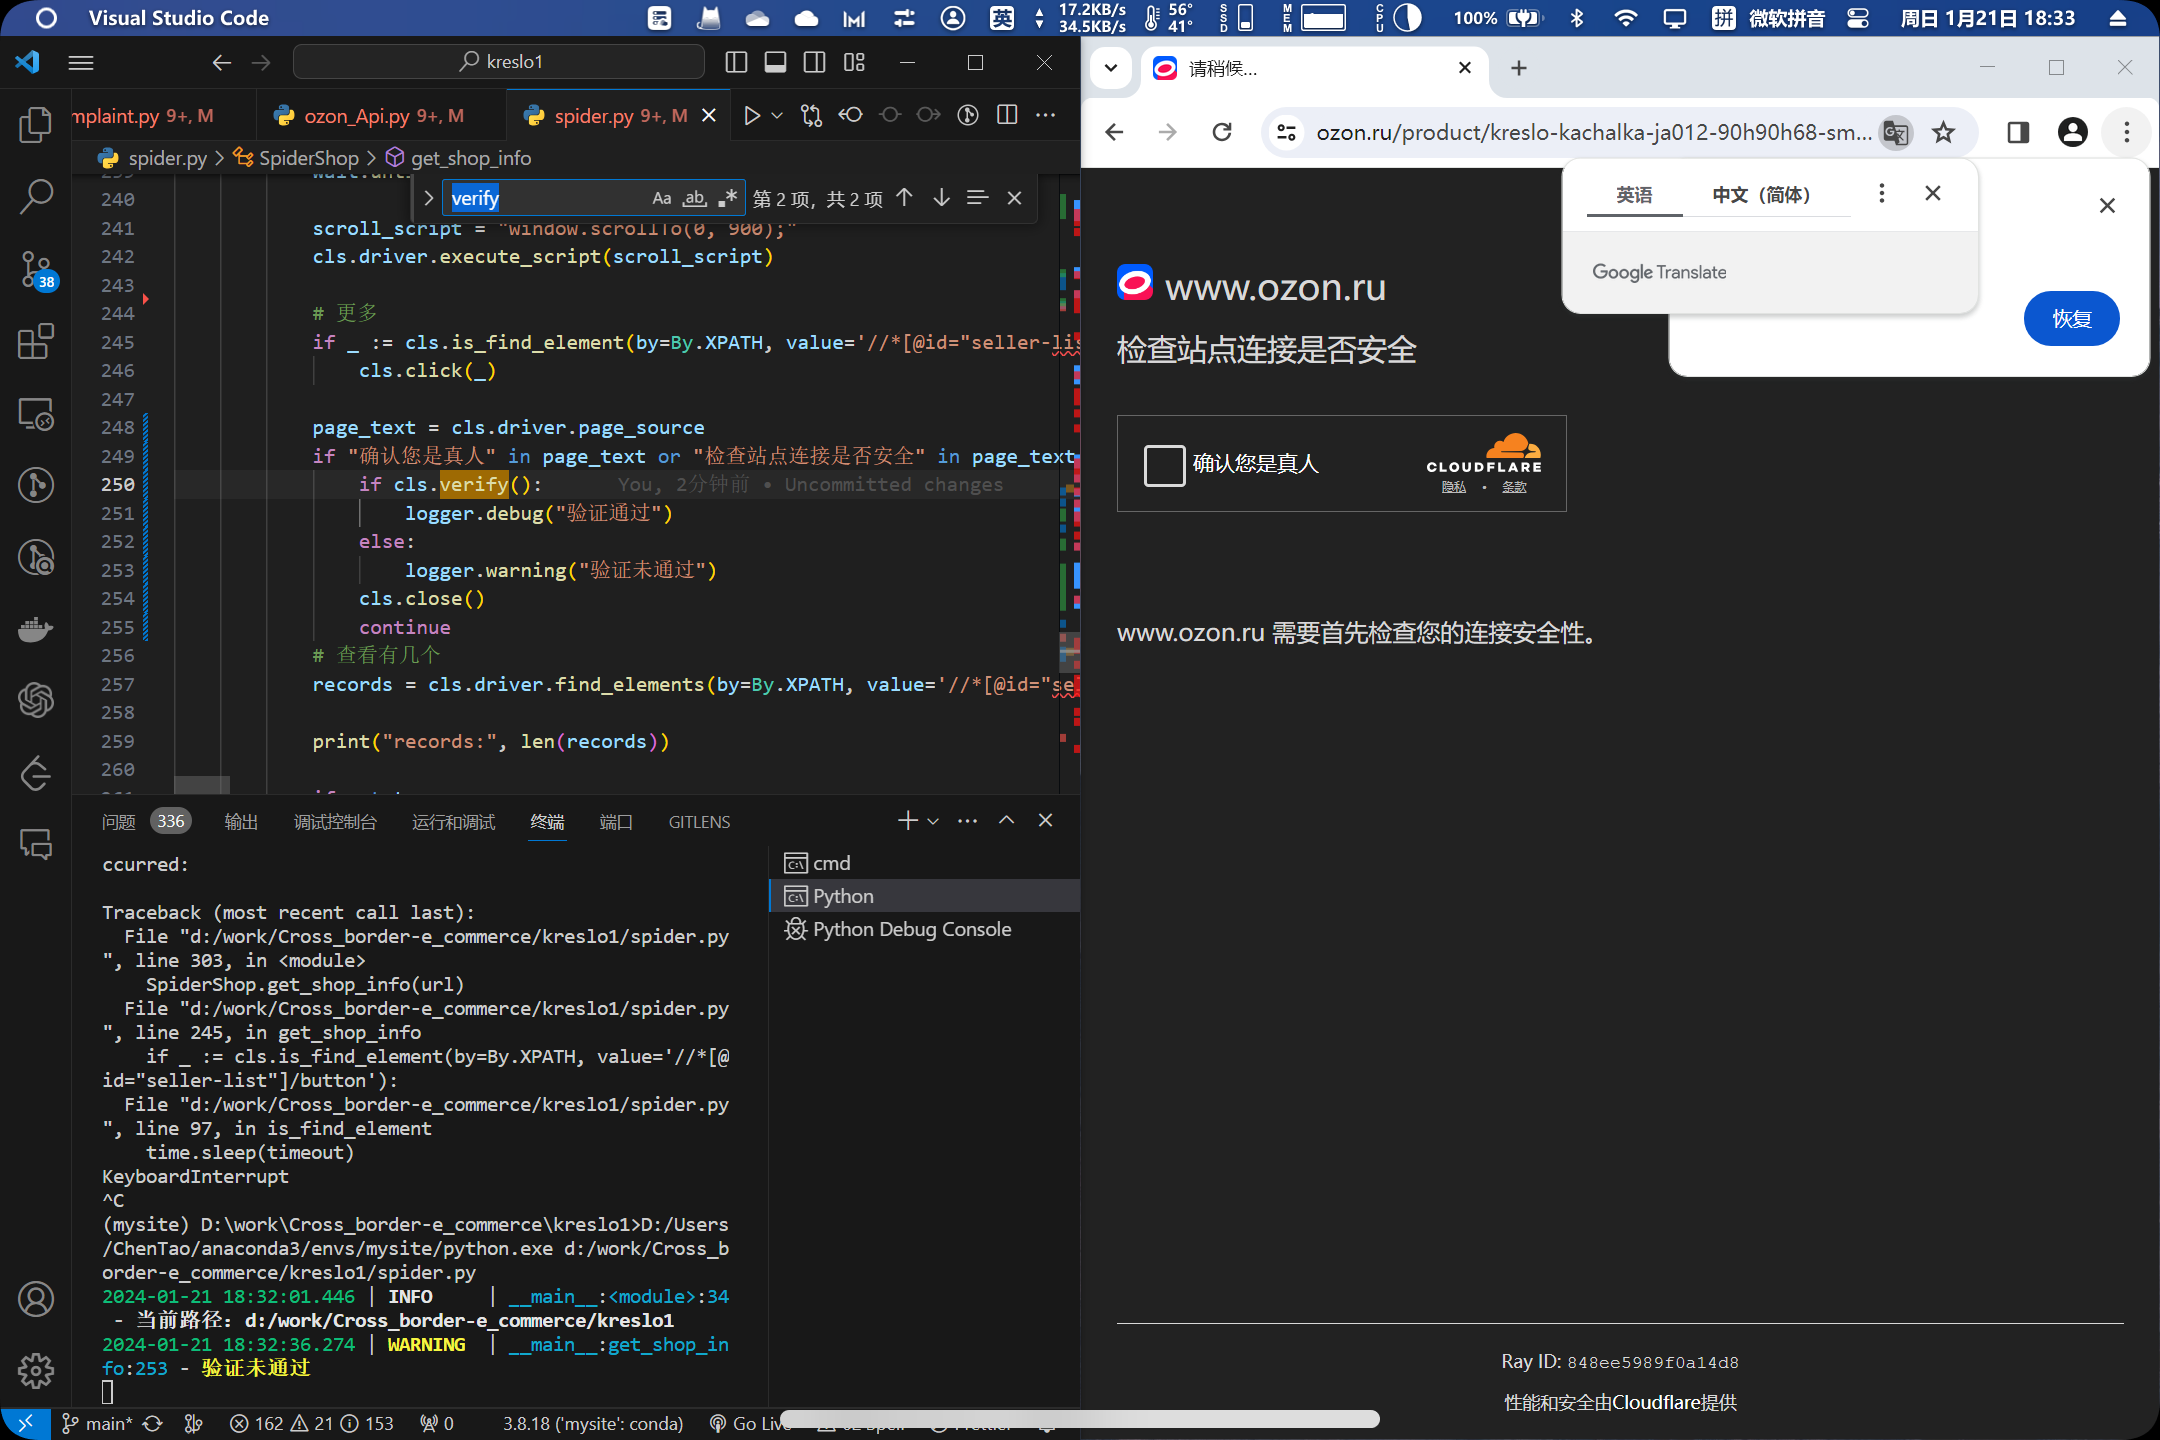 Visual Studio Code
英
17.2KB/s
34.5KB/s
56°
41°
SSD
MEM
CPU
100%
拼
微软拼音
周日 1月21日 18:33
kreslo1
mplaint.py 9+, M
ozon_Api.py 9+, M
spider.py 9+, M
spider.py > SpiderShop > get_shop_info
verify
Aa ab .*
第 2 项，共 2 项
240
241 scroll_script = "window.scrollTo(0, 900);"
242 cls.driver.execute_script(scroll_script)
243
244 # 更多
245 if _ := cls.is_find_element(by=By.XPATH, value='//*[@id="seller-lis
246 cls.click(_)
247
248 page_text = cls.driver.page_source
249 if "确认您是真人" in page_text or "检查站点连接是否安全" in page_text
250 if cls.verify(): You, 2分钟前 • Uncommitted changes
251 logger.debug("验证通过")
252 else:
253 logger.warning("验证未通过")
254 cls.close()
255 continue
256 # 查看有几个
257 records = cls.driver.find_elements(by=By.XPATH, value='//*[@id="se
258
259 print("records:", len(records))
260
38
问题 336 输出 调试控制台 运行和调试 终端 端口 GITLENS
ccurred:
Traceback (most recent call last):
File "d:/work/Cross_border-e_commerce/kreslo1/spider.py
", line 303, in <module>
SpiderShop.get_shop_info(url)
File "d:/work/Cross_border-e_commerce/kreslo1/spider.py
", line 245, in get_shop_info
if _ := cls.is_find_element(by=By.XPATH, value='//*[@
id="seller-list"]/button'):
File "d:/work/Cross_border-e_commerce/kreslo1/spider.py
", line 97, in is_find_element
time.sleep(timeout)
KeyboardInterrupt
^C
(mysite) D:\work\Cross_border-e_commerce\kreslo1>D:/Users
/ChenTao/anaconda3/envs/mysite/python.exe d:/work/Cross_b
order-e_commerce/kreslo1/spider.py
2024-01-21 18:32:01.446 | INFO | __main__:<module>:34
- 当前路径: d:/work/Cross_border-e_commerce/kreslo1
2024-01-21 18:32:36.274 | WARNING | __main__:get_shop_in
fo:253 - 验证未通过
cmd
Python
Python Debug Console
main* 162 21 153 0 3.8.18 ('mysite': conda) Go Live
请稍候...
ozon.ru/product/kreslo-kachalka-ja012-90h90h68-sm...
英语
中文（简体）
Google Translate
恢复
www.ozon.ru
检查站点连接是否安全
确认您是真人
CLOUDFLARE
隐私 • 条款
www.ozon.ru 需要首先检查您的连接安全性。
Ray ID: 848ee5989f0a14d8
性能和安全由Cloudflare提供